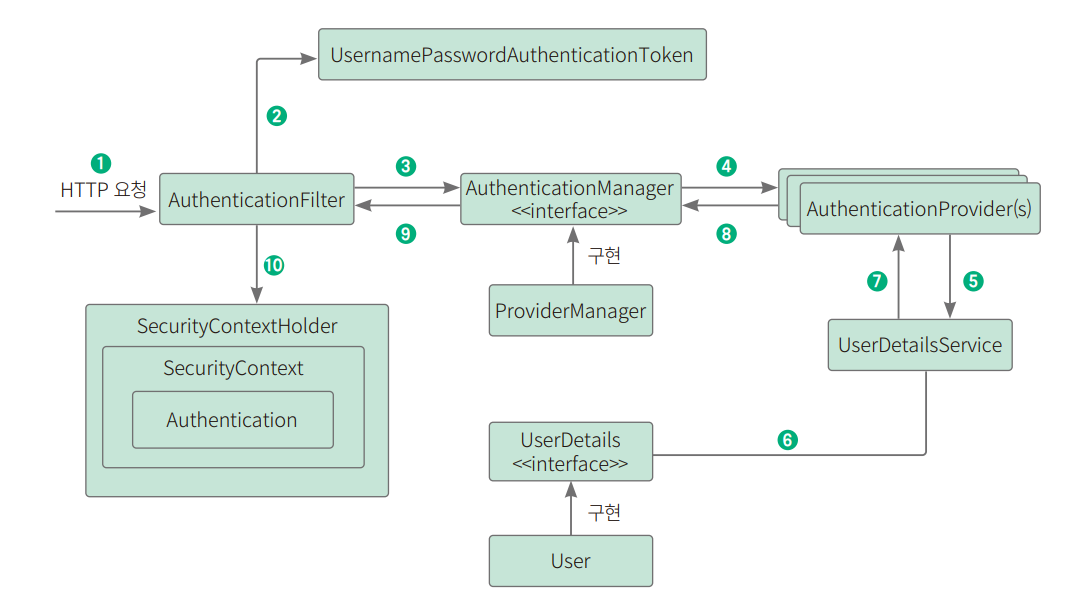 UsernamePasswordAuthenticationToken
2
1
HTTP 요청
AuthenticationFilter
3
9
AuthenticationManager
<<interface>>
4
8
AuthenticationProvider(s)
구현
ProviderManager
7
5
UserDetailsService
10
SecurityContextHolder
SecurityContext
Authentication
UserDetails
<<interface>>
6
구현
User